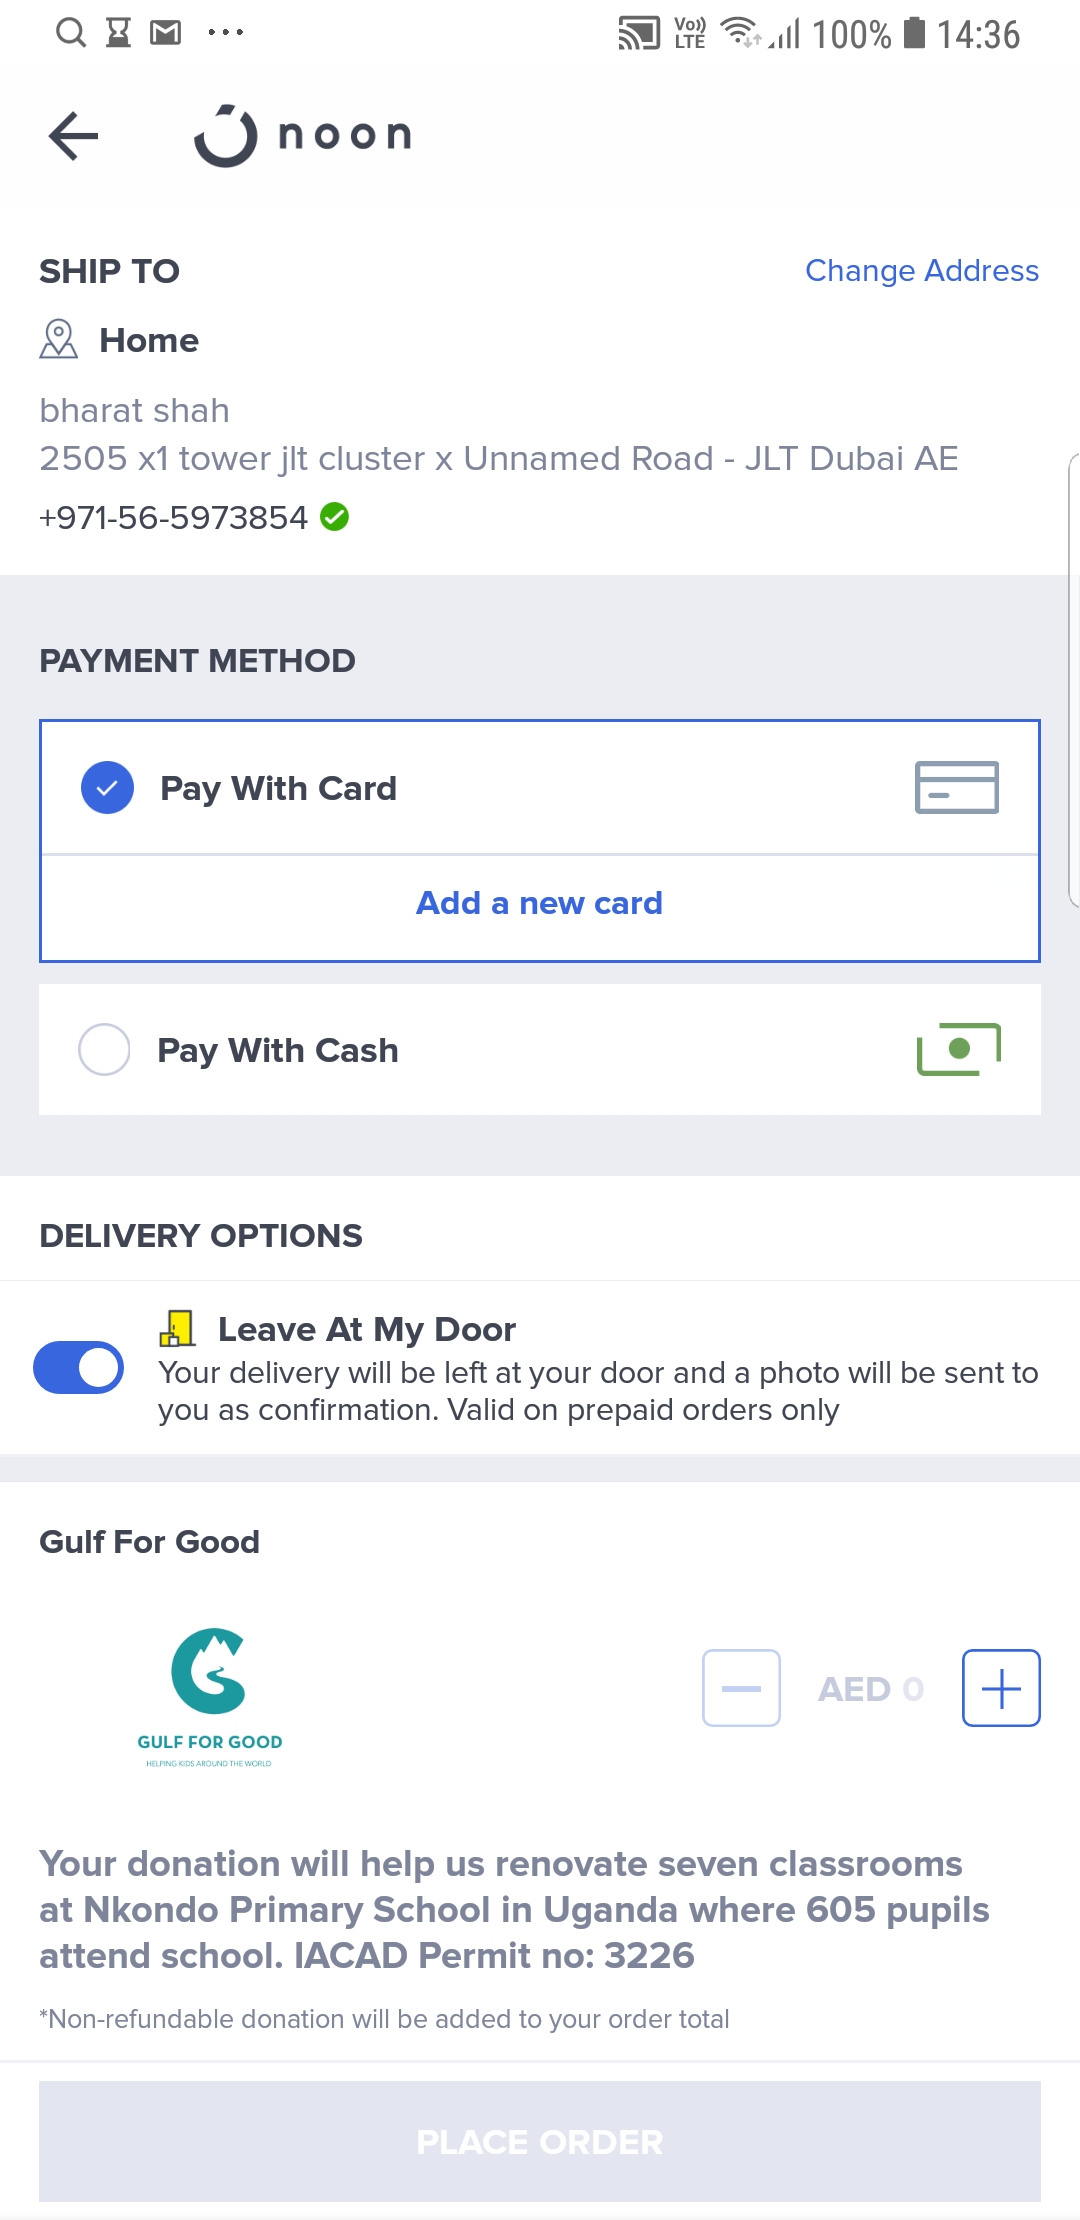 Vo)) LTE 100% 14:36
noon
SHIP TO
Change Address
Home
bharat shah
2505 x1 tower jlt cluster x Unnamed Road - JLT Dubai AE
+971-56-5973854
PAYMENT METHOD
Pay With Card
Add a new card
Pay With Cash
DELIVERY OPTIONS
Leave At My Door
Your delivery will be left at your door and a photo will be sent to
you as confirmation. Valid on prepaid orders only
Gulf For Good
GULF FOR GOOD
HELPING KIDS AROUND THE WORLD
AED 0
Your donation will help us renovate seven classrooms
at Nkondo Primary School in Uganda where 605 pupils
attend school. IACAD Permit no: 3226
*Non-refundable donation will be added to your order total
PLACE ORDER